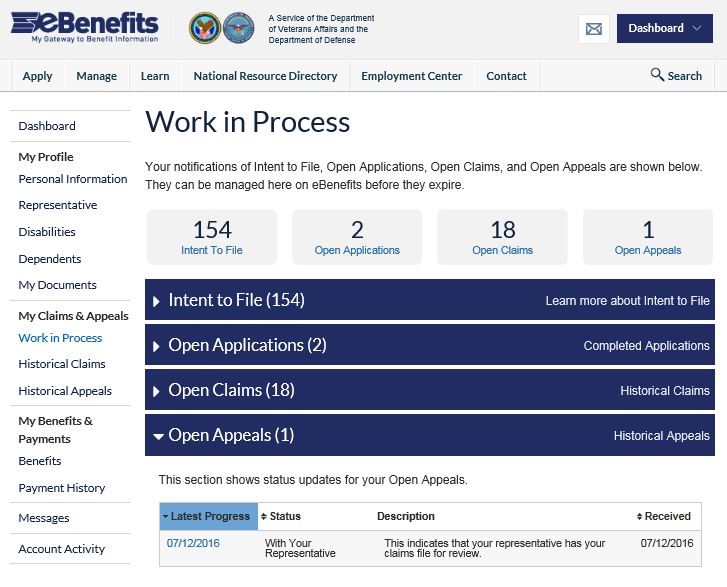 eBenefits
My Gateway to Benefit Information
A Service of the Department
of Veterans Affairs and the
Department of Defense
Dashboard
Apply
Manage
Learn
National Resource Directory
Employment Center
Contact
Search
Dashboard
My Profile
Personal Information
Representative
Disabilities
Dependents
My Documents
My Claims & Appeals
Work in Process
Historical Claims
Historical Appeals
My Benefits &
Payments
Benefits
Payment History
Messages
Account Activity
Work in Process
Your notifications of Intent to File, Open Applications, Open Claims, and Open Appeals are shown below.
They can be managed here on eBenefits before they expire.
154
Intent To File
2
Open Applications
18
Open Claims
1
Open Appeals
Intent to File (154)
Learn more about Intent to File
Open Applications (2)
Completed Applications
Open Claims (18)
Historical Claims
Open Appeals (1)
Historical Appeals
This section shows status updates for your Open Appeals.
Latest Progress
Status
Description
Received
07/12/2016
With Your
Representative
This indicates that your representative has your
claims file for review.
07/12/2016